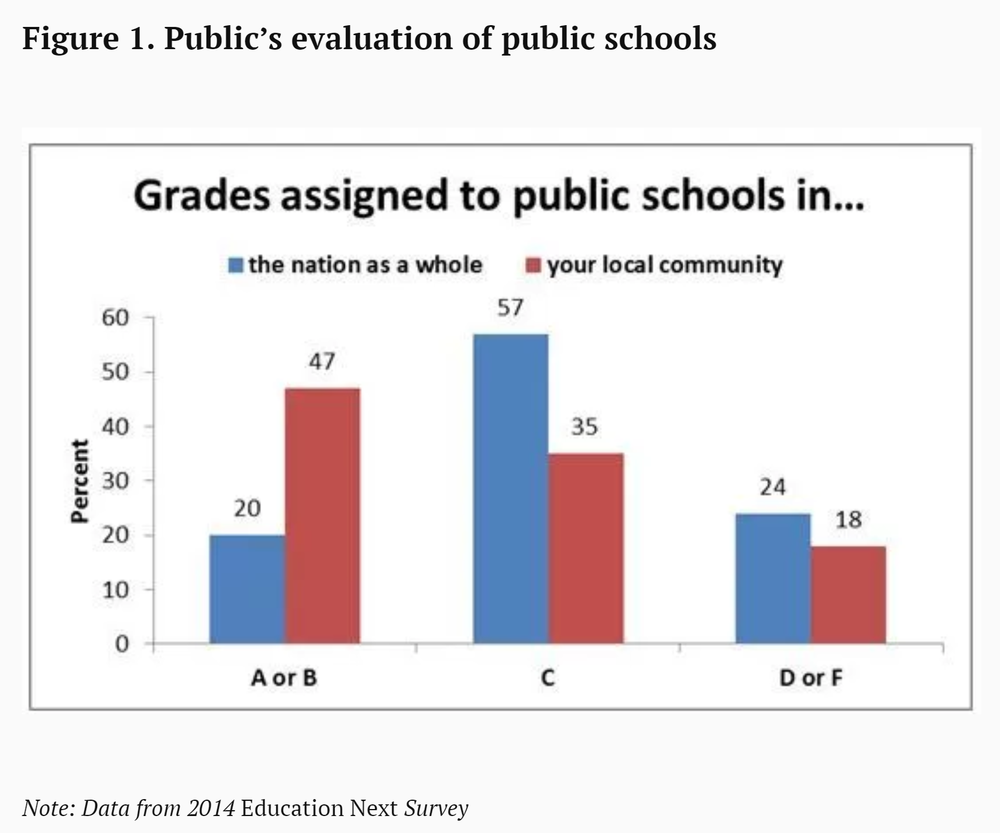 Figure 1. Public’s evaluation of public schools
Grades assigned to public schools in...
the nation as a whole your local community
57
60
47
50
35
40
Percent
30
24
20
18
20
10
0
A or B C D or F
Note: Data from 2014 Education Next Survey